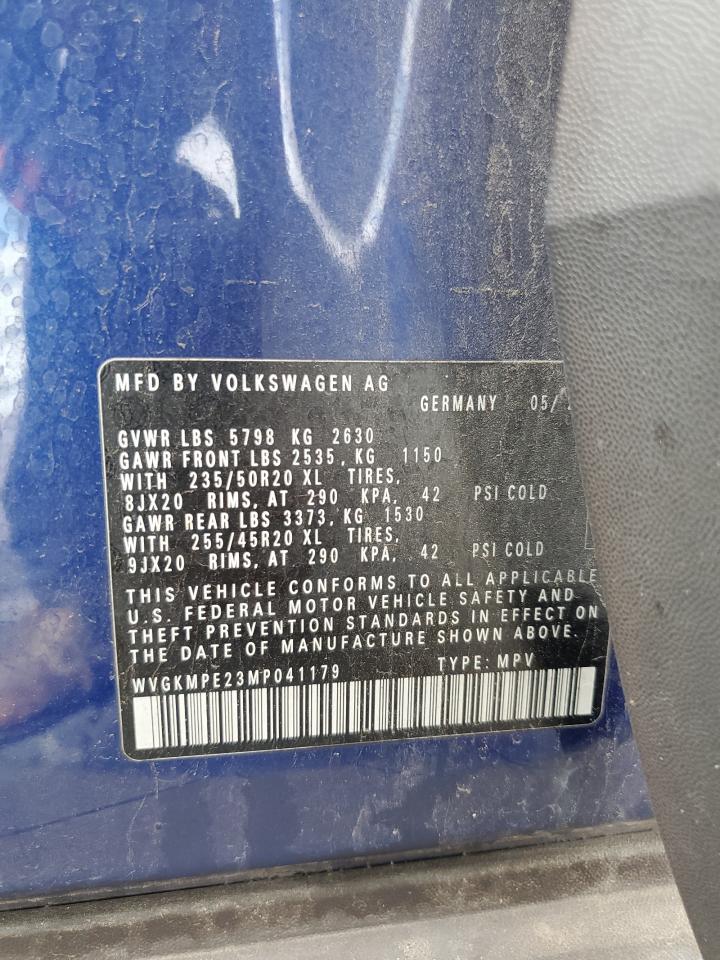 MFD BY VOLKSWAGEN AG
GERMANY 05/
GVWR LBS 5798 KG 2630
GAWR FRONT LBS 2535, KG 1150
WITH 235/50R20 XL TIRES,
8JX20 RIMS, AT 290 KPA, 42 PSI COLD
GAWR REAR LBS 3373, KG 1530
WITH 255/45R20 XL TIRES,
9JX20 RIMS, AT 290 KPA, 42 PSI COLD
THIS VEHICLE CONFORMS TO ALL APPLICABLE
U.S. FEDERAL MOTOR VEHICLE SAFETY AND
THEFT PREVENTION STANDARDS IN EFFECT ON
THE DATE OF MANUFACTURE SHOWN ABOVE.
WVGKMPE23MP041179 TYPE: MPV